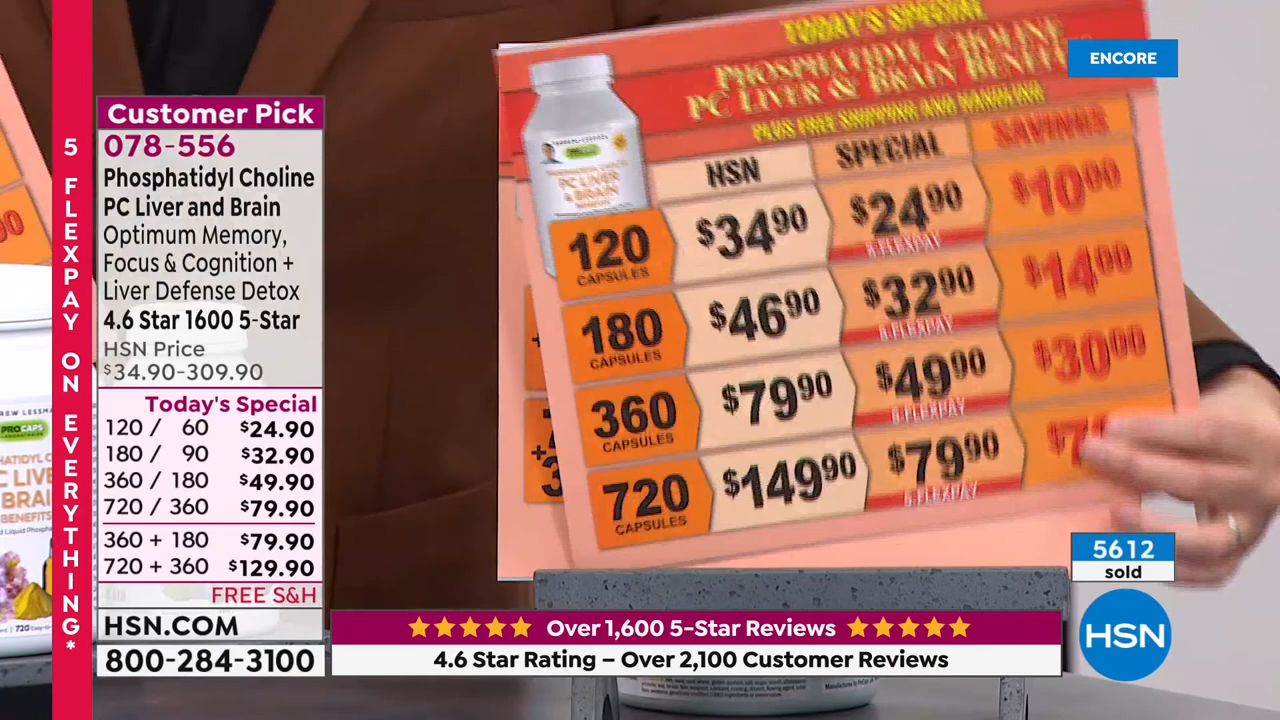 5 FLEXPAY ON EVERYTHING*
Customer Pick
078-556
Phosphatidyl Choline
PC Liver and Brain
Optimum Memory,
Focus & Cognition +
Liver Defense Detox
4.6 Star 1600 5-Star
HSN Price
$34.90-309.90
Today's Special
120 / 60 $24.90
180 / 90 $32.90
360 / 180 $49.90
720 / 360 $79.90
360 + 180 $79.90
720 + 360 $129.90
FREE S&H
HSN.COM
800-284-3100
ENCORE
TODAY'S SPECIAL
PHOSPHATIDYL CHOLINE
PC LIVER & BRAIN
PLUS FREE SHIPPING AND HANDLING
HSN SPECIAL SAVINGS
120 CAPSULES $34.90 $24.90 $10.00
180 CAPSULES $46.90 $32.90 $14.00
360 CAPSULES $79.90 $49.90 $30.00
720 CAPSULES $149.90 $79.90
PC LIVER
& BRAIN
PROCAPS
5612
sold
HSN
Over 1,600 5-Star Reviews
4.6 Star Rating – Over 2,100 Customer Reviews